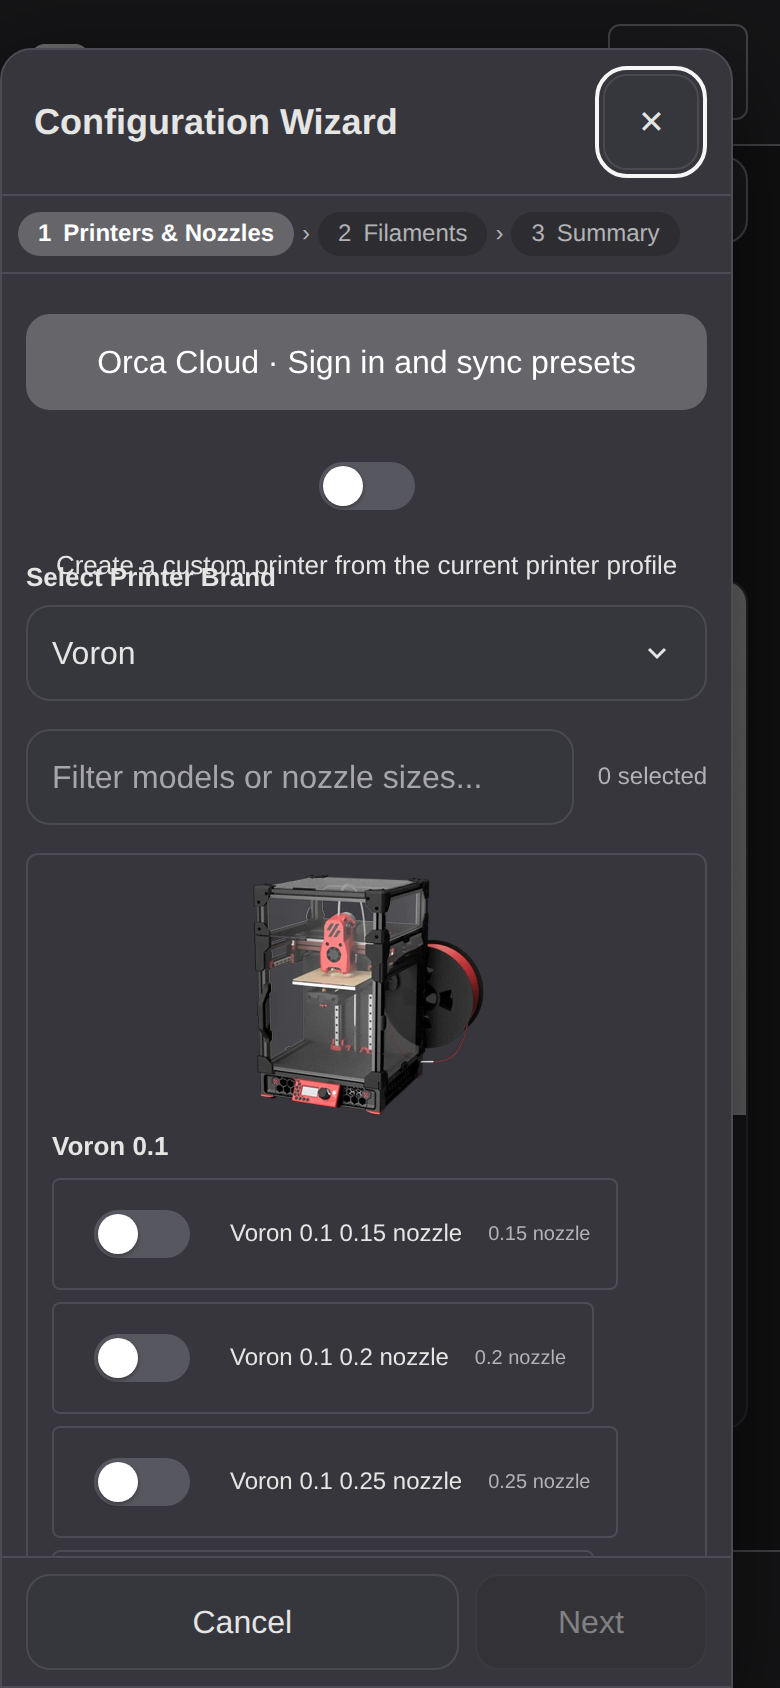 Configuration Wizard
✕
1 Printers & Nozzles › 2 Filaments › 3 Summary
Orca Cloud · Sign in and sync presets
Create a custom printer from the current printer profile
Select Printer Brand
Voron
Filter models or nozzle sizes...
0 selected
Voron 0.1
Voron 0.1 0.15 nozzle 0.15 nozzle
Voron 0.1 0.2 nozzle 0.2 nozzle
Voron 0.1 0.25 nozzle 0.25 nozzle
Cancel
Next